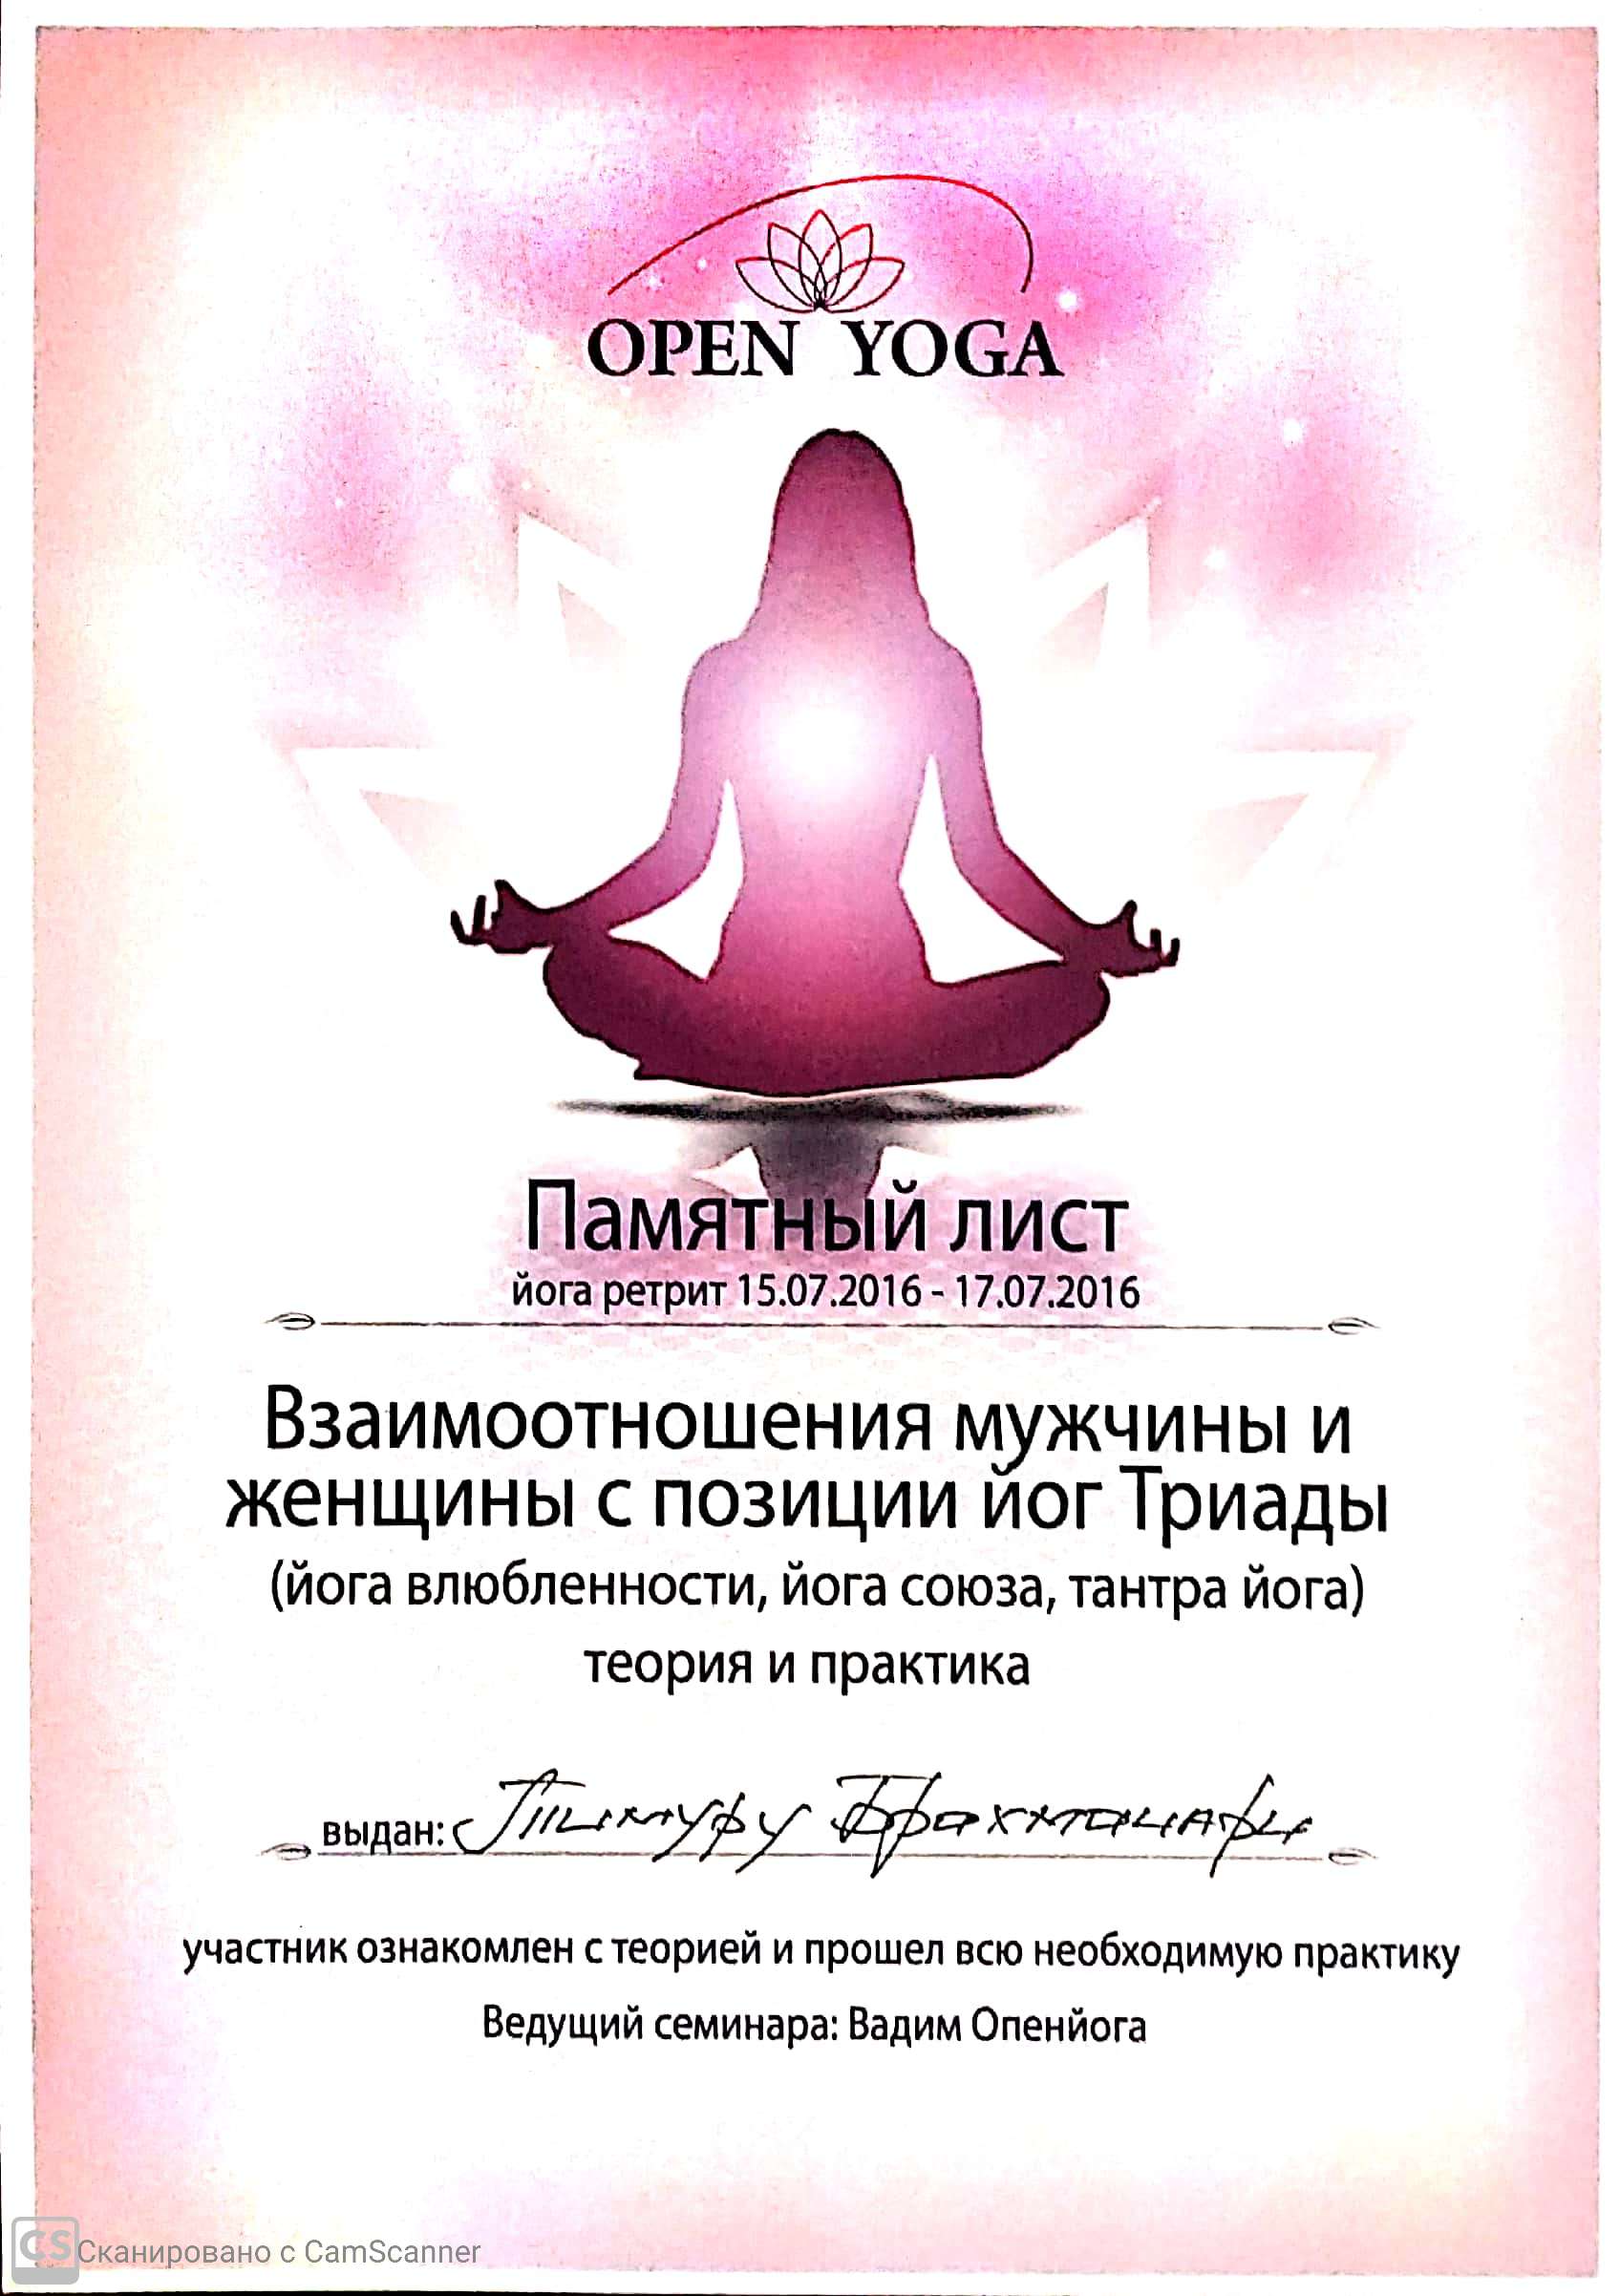 OPEN YOGA
Памятный лист
йога ретрит 15.07.2016 - 17.07.2016
Взаимоотношения мужчины и
женщины с позиции йог Триады
(йога влюбленности, йога союза, тантра йога)
теория и практика
выдан: Тимуру Брахмачари
участник ознакомлен с теорией и прошел всю необходимую практику
Ведущий семинара: Вадим Опенйога
CS Сканировано с CamScanner